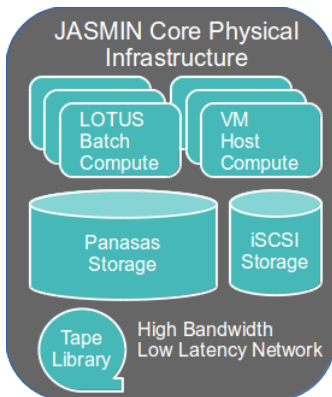 JASMIN Core Physical
Infrastructure
LOTUS
Batch
Compute
VM
Host
Compute
Panasas
Storage
iSCSI
Storage
Tape
Library
High Bandwidth
Low Latency Network